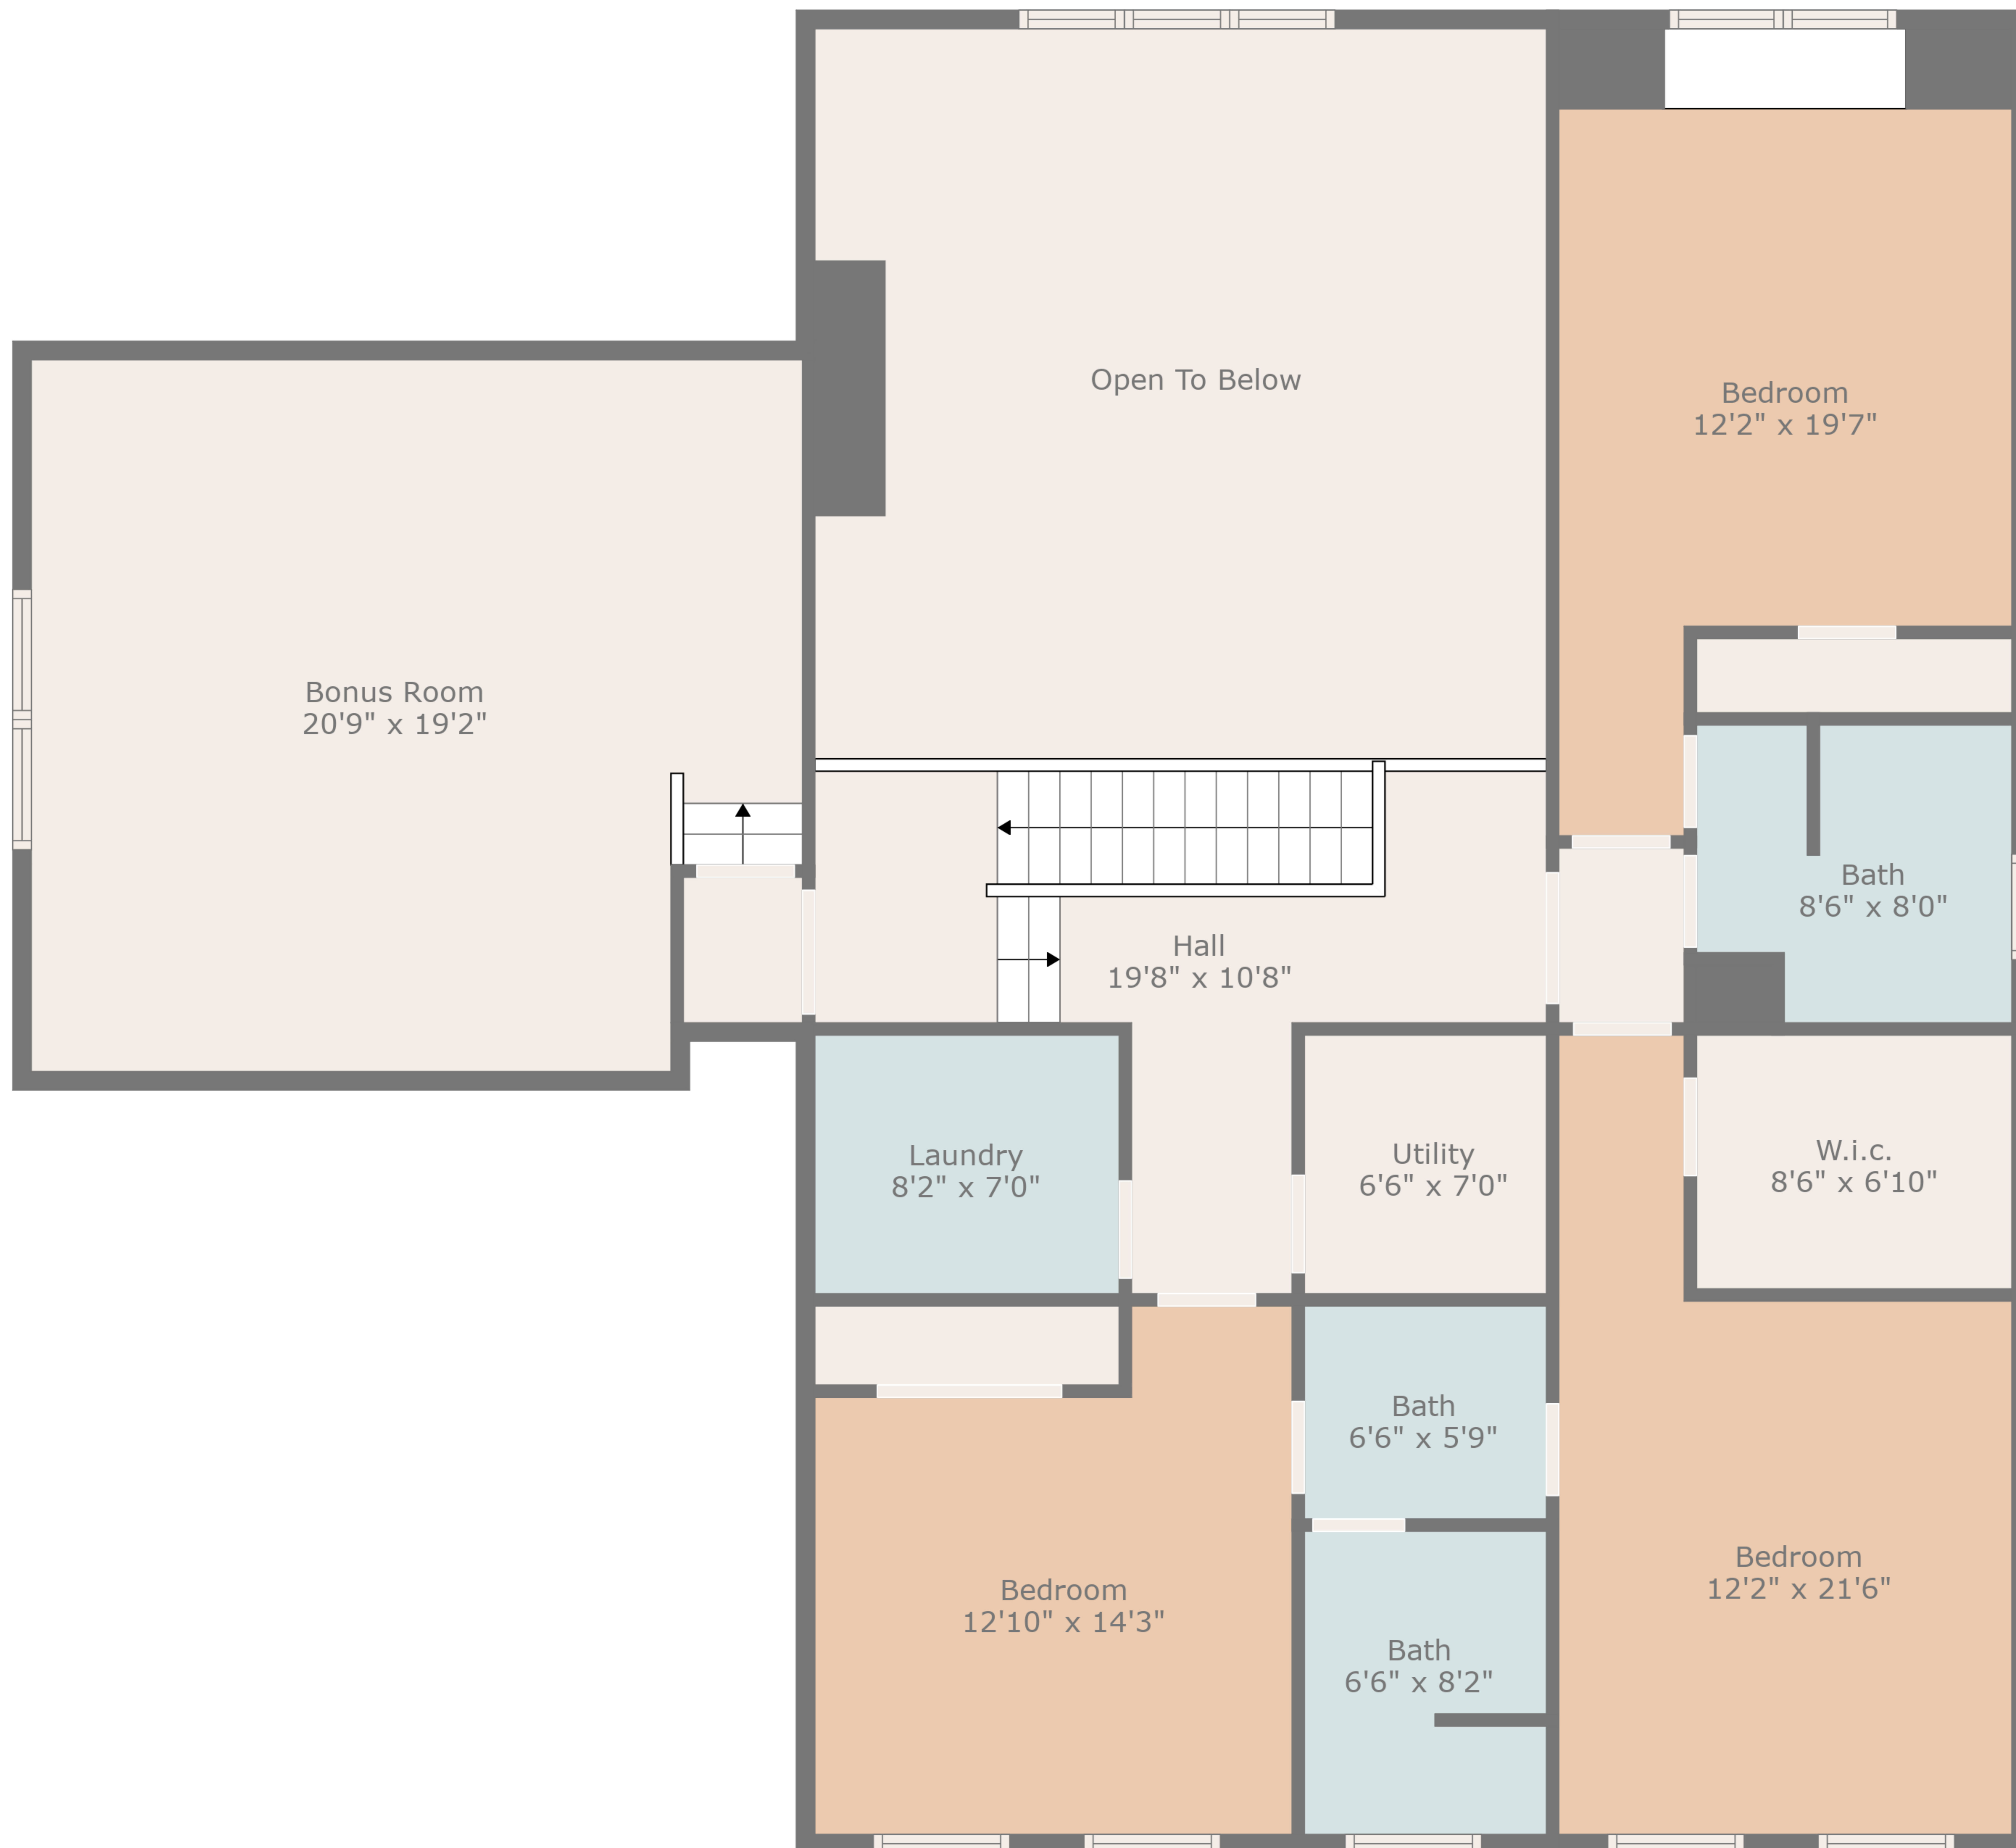 Open To Below
Bedroom
12'2" x 19'7"
Bonus Room
20'9" x 19'2"
Bath
8'6" x 8'0"
Hall
19'8" x 10'8"
Laundry
8'2" x 7'0"
Utility
6'6" x 7'0"
W.i.c.
8'6" x 6'10"
Bath
6'6" x 5'9"
Bedroom
12'10" x 14'3"
Bath
6'6" x 8'2"
Bedroom
12'2" x 21'6"